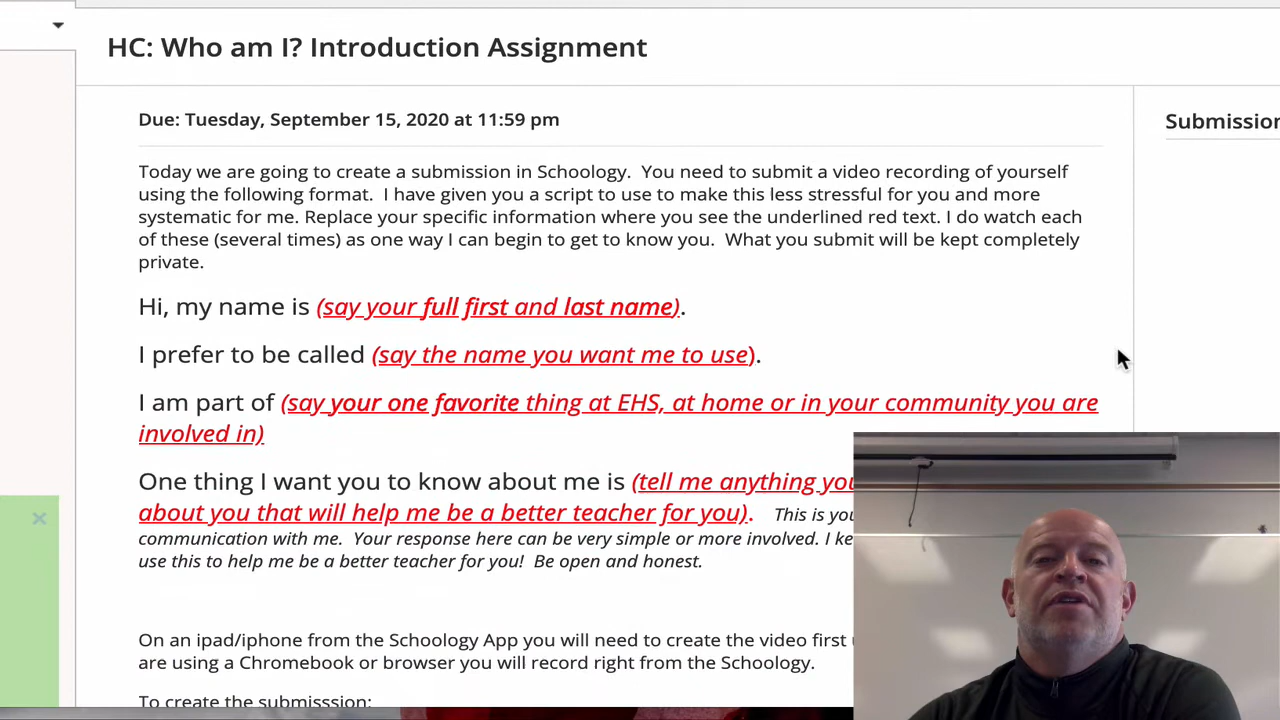 HC: Who am I? Introduction Assignment
Due: Tuesday, September 15, 2020 at 11:59 pm
Submission
Today we are going to create a submission in Schoology.  You need to submit a video recording of yourself
using the following format.  I have given you a script to use to make this less stressful for you and more
systematic for me. Replace your specific information where you see the underlined red text. I do watch each
of these (several times) as one way I can begin to get to know you.  What you submit will be kept completely
private.
Hi, my name is (say your full first and last name).
I prefer to be called (say the name you want me to use).
I am part of (say your one favorite thing at EHS, at home or in your community you are
involved in)
One thing I want you to know about me is (tell me anything you
about you that will help me be a better teacher for you).   This is you
communication with me.  Your response here can be very simple or more involved. I ke
use this to help me be a better teacher for you!  Be open and honest.
On an ipad/iphone from the Schoology App you will need to create the video first
are using a Chromebook or browser you will record right from the Schoology.
To create the submisssion: